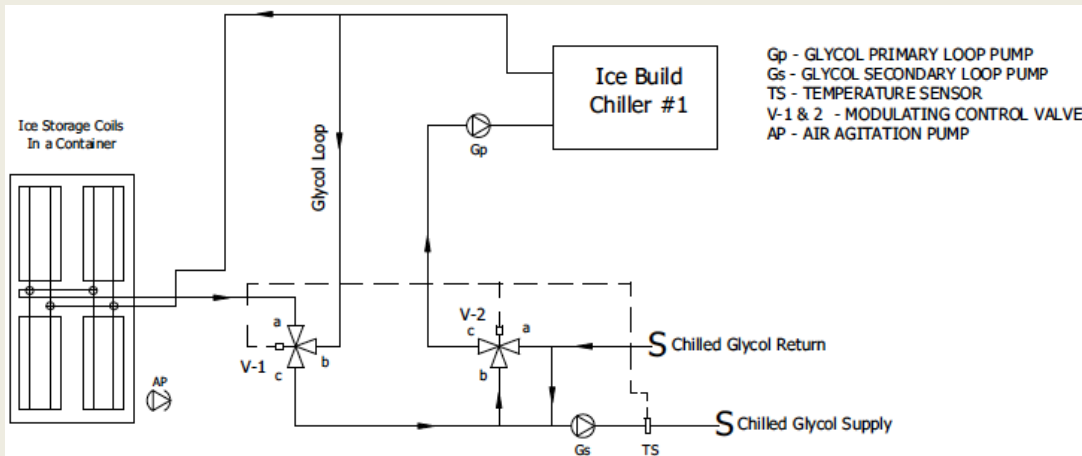 Ice Build
Chiller #1
Gp - GLYCOL PRIMARY LOOP PUMP
Gs - GLYCOL SECONDARY LOOP PUMP
TS - TEMPERATURE SENSOR
V-1 & 2 - MODULATING CONTROL VALVE
AP - AIR AGITATION PUMP
Ice Storage Coils
In a Container
Gp
Glycol Loop
a
V-1
b
c
V-2
c
a
b
S Chilled Glycol Return
AP
Gs
TS
S Chilled Glycol Supply